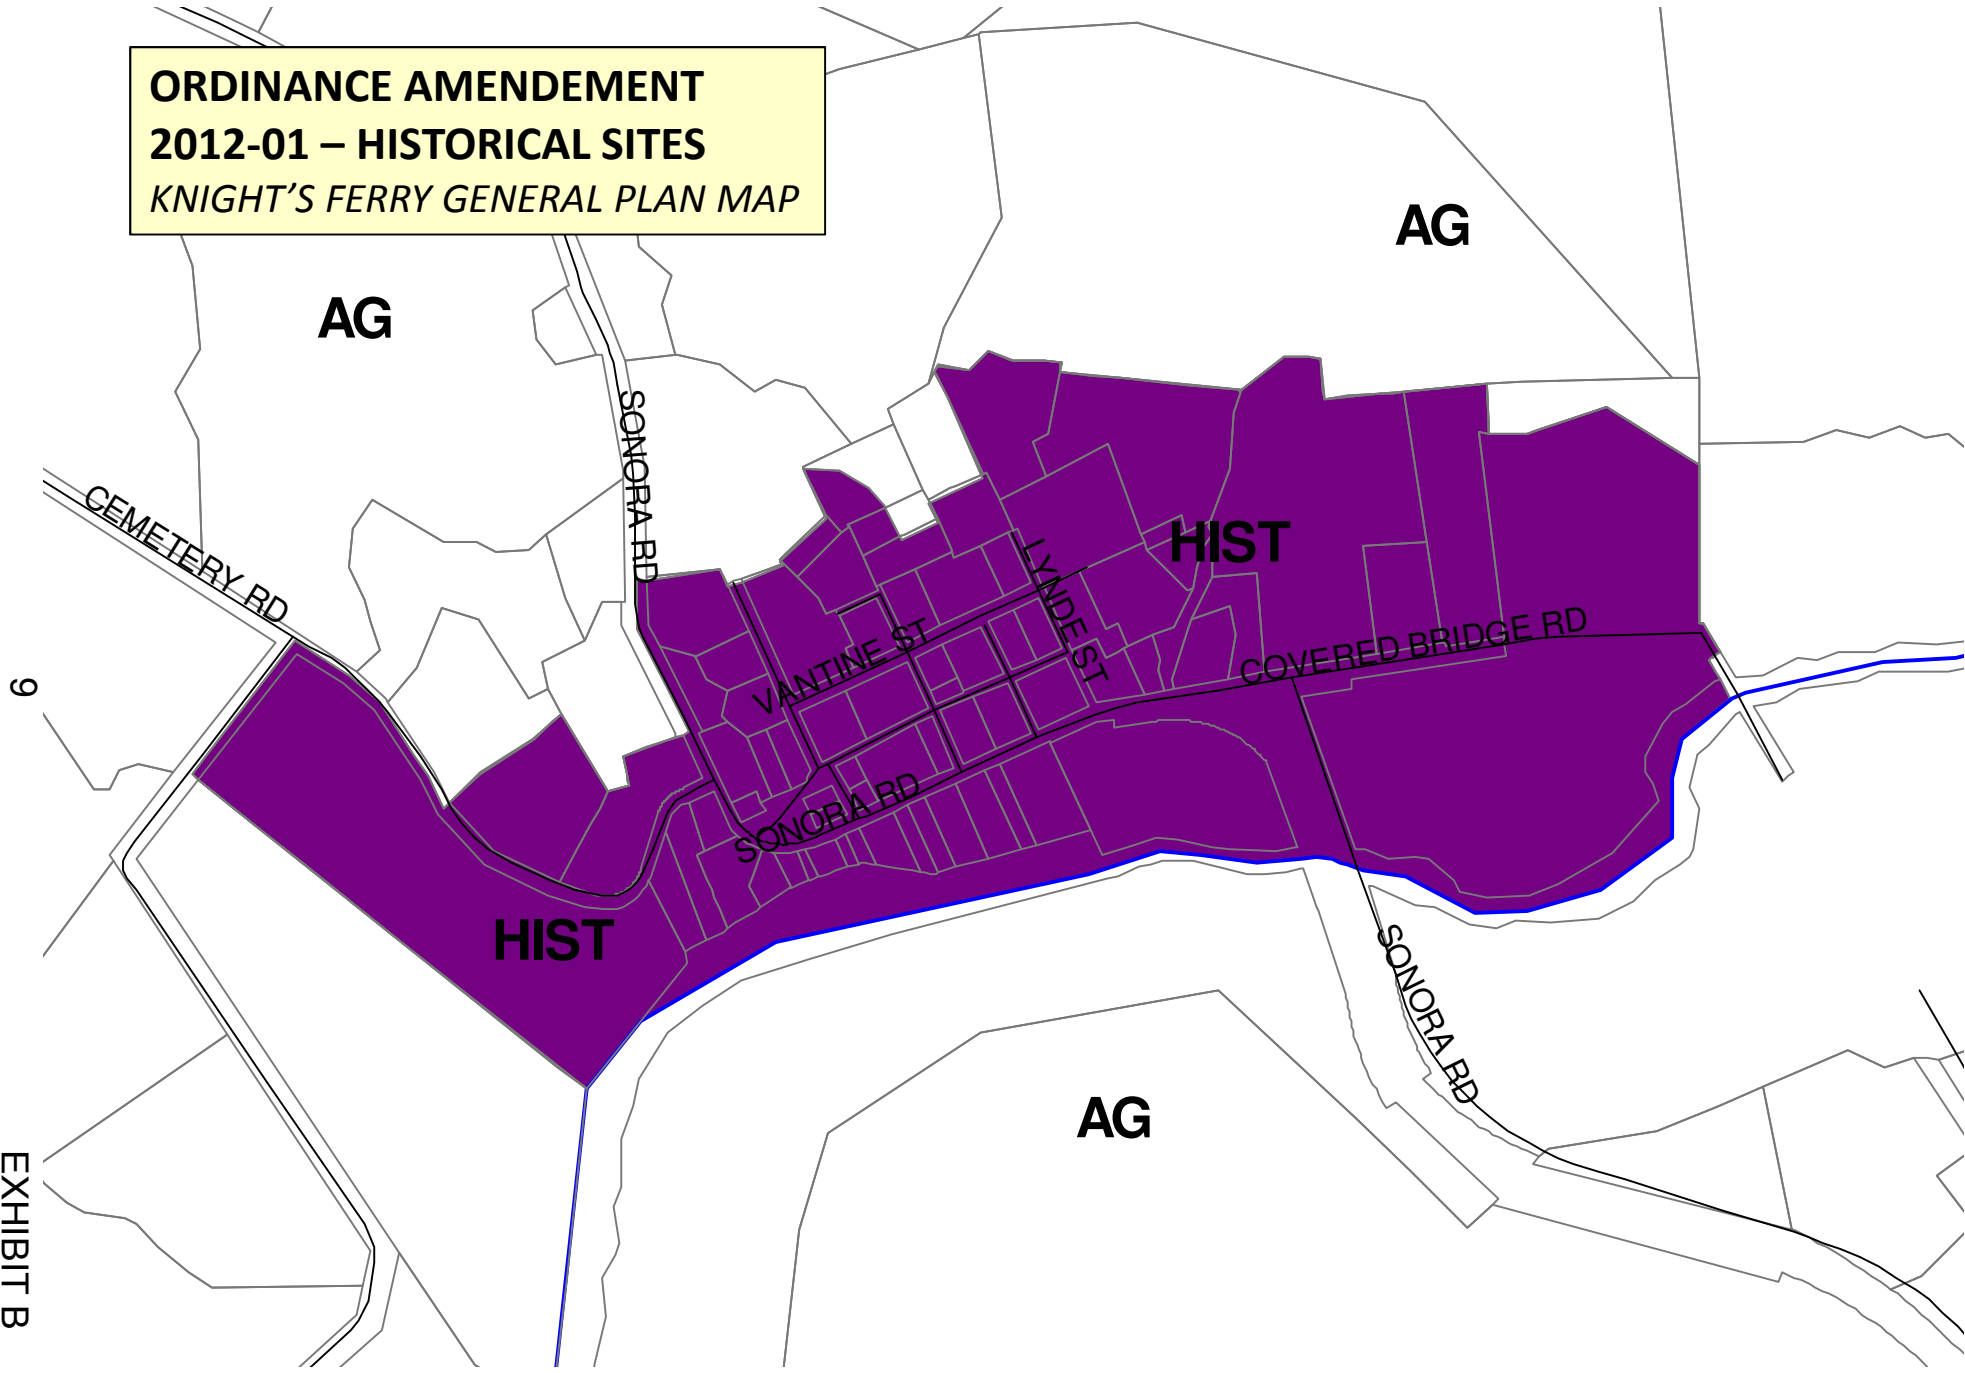 ORDINANCE AMENDEMENT
2012-01 – HISTORICAL SITES
KNIGHT'S FERRY GENERAL PLAN MAP
AG
AG
SONORA RD
CEMETERY RD
HIST
LYNDE ST
VANTINE ST
COVERED BRIDGE RD
9
SONORA RD
HIST
SONORA RD
AG
EXHIBIT B